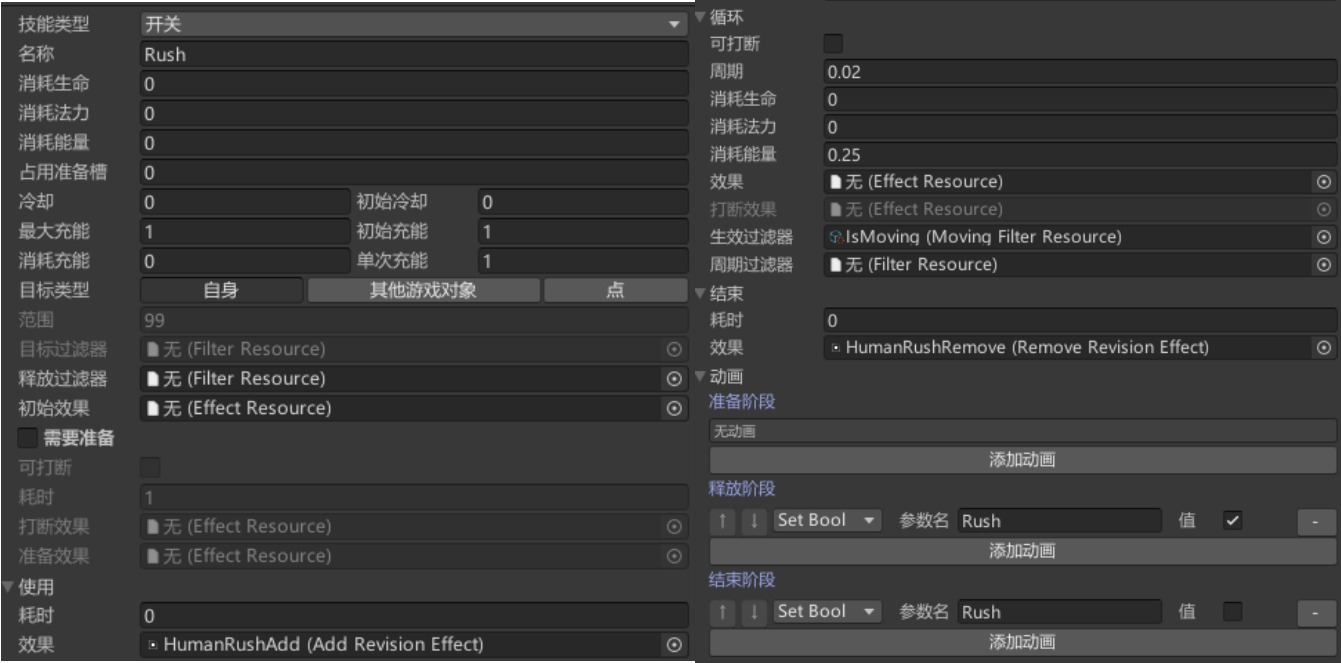 技能类型 开关
名称 Rush
消耗生命 0
消耗法力 0
消耗能量 0
占用准备槽 0
冷却 0 初始冷却 0
最大充能 1 初始充能 1
消耗充能 0 单次充能 1
目标类型 自身 其他游戏对象 点
范围 99
目标过滤器 无 (Filter Resource)
释放过滤器 无 (Filter Resource)
初始效果 无 (Effect Resource)
需要准备
可打断
耗时 1
打断效果 无 (Effect Resource)
准备效果 无 (Effect Resource)
使用
耗时 0
效果 HumanRushAdd (Add Revision Effect)
循环
可打断
周期 0.02
消耗生命 0
消耗法力 0
消耗能量 0.25
效果 无 (Effect Resource)
打断效果 无 (Effect Resource)
生效过滤器 IsMoving (Moving Filter Resource)
周期过滤器 无 (Filter Resource)
结束
耗时 0
效果 HumanRushRemove (Remove Revision Effect)
动画
准备阶段
无动画
添加动画
释放阶段
↑ ↓ Set Bool 参数名 Rush 值 -
添加动画
结束阶段
↑ ↓ Set Bool 参数名 Rush 值 -
添加动画